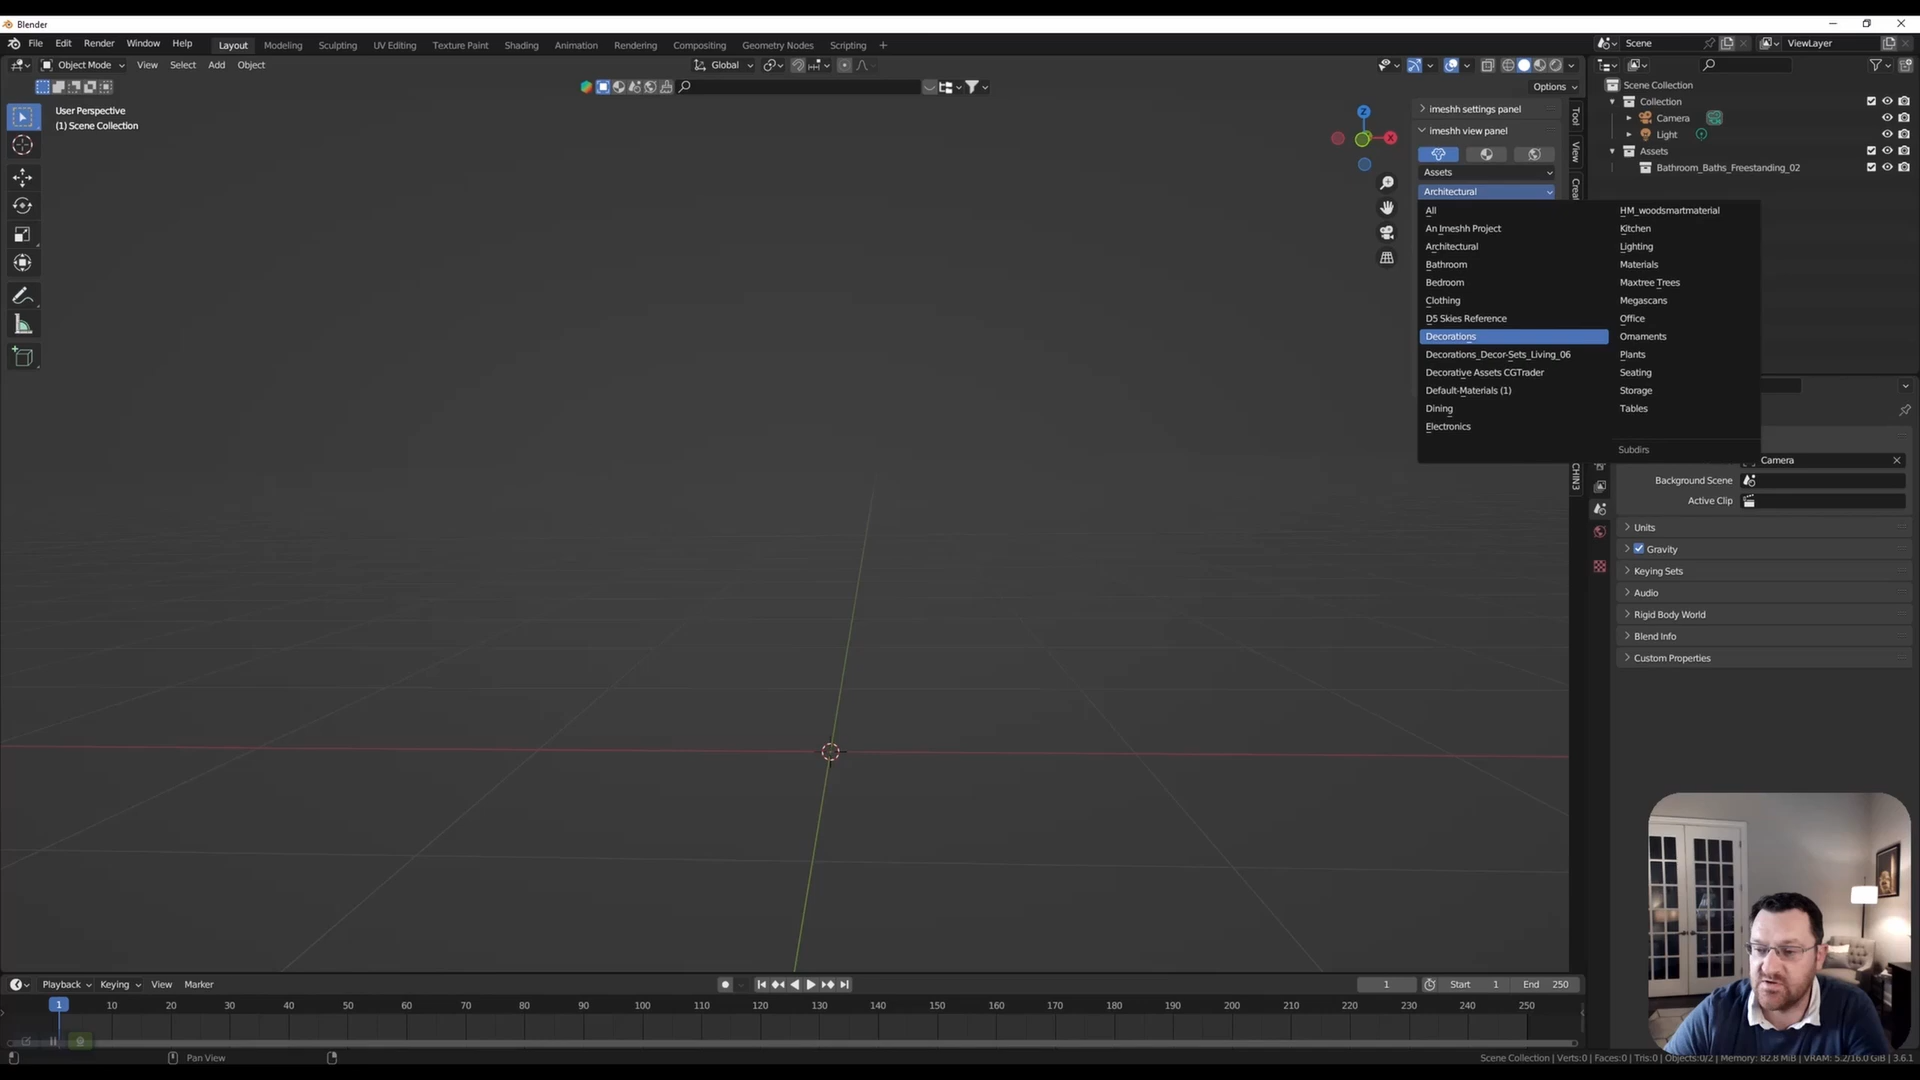 Blender
File Edit Render Window Help
Layout Modeling Sculpting UV Editing Texture Paint Shading Animation Rendering Compositing Geometry Nodes Scripting +
Scene
ViewLayer
Object Mode View Select Add Object
Global
Options
User Perspective
(1) Scene Collection
Z
X
imeshh settings panel
imeshh view panel
Assets
Architectural
Tool
View
All
An Imeshh Project
Architectural
Bathroom
Bedroom
Clothing
D5 Skies Reference
Decorations
Decorations_Decor-Sets_Living_06
Decorative Assets CGTrader
Default-Materials (1)
Dining
Electronics
HM_woodsmartmaterial
Kitchen
Lighting
Materials
Maxtree Trees
Megascans
Office
Ornaments
Plants
Seating
Storage
Tables
Subdirs
Scene Collection
Collection
Camera
Light
Assets
Bathroom_Baths_Freestanding_02
Camera
Background Scene
Active Clip
Units
Gravity
Keying Sets
Audio
Rigid Body World
Blend Info
Custom Properties
Playback Keying View Marker
1 Start 1 End 250
1 10 20 30 40 50 60 70 80 90 100 110 120 130 140 150 160 170 180 190 200 210 220 230 240 250
Pan View
Scene Collection | Verts:0 | Faces:0 | Tris:0 | Objects:0/2 | Memory: 82.8 MiB | VRAM: 5.2/16.0 GiB | 3.6.1